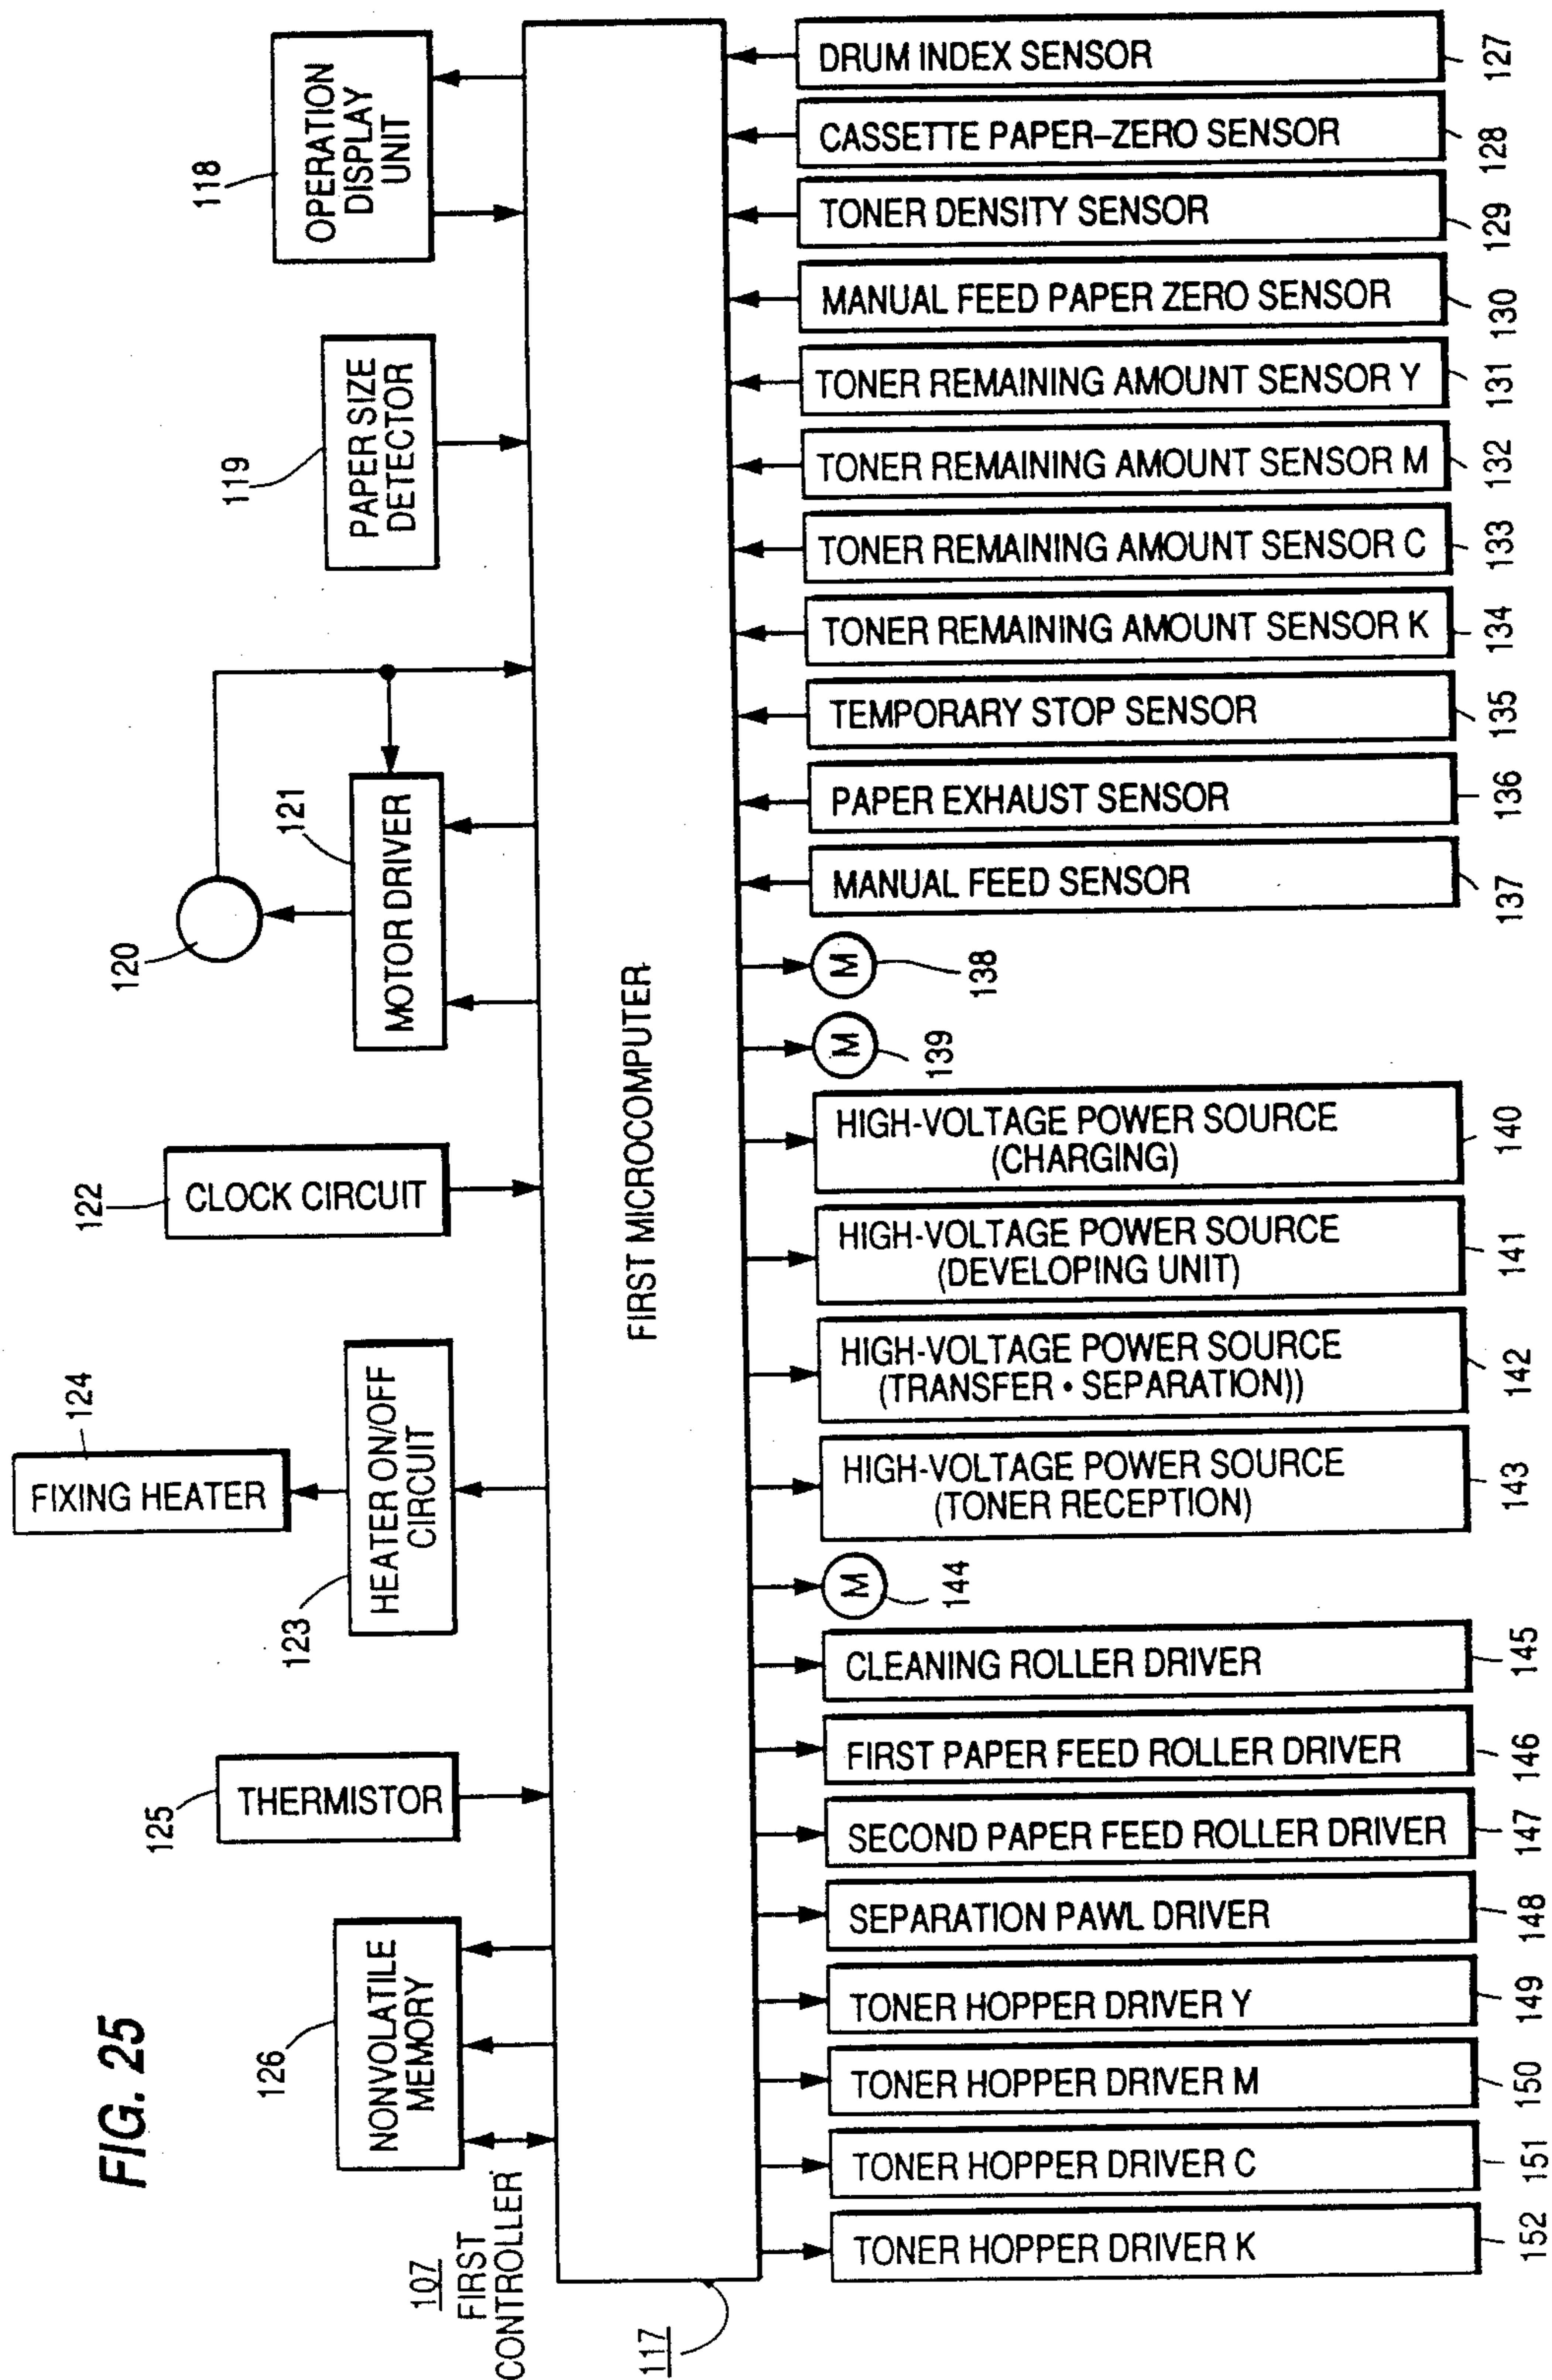 FIG. 25
107
FIRST
CONTROLLER
117
FIRST MICROCOMPUTER
126
NONVOLATILE
MEMORY
125
THERMISTOR
124
FIXING HEATER
123
HEATER ON/OFF
CIRCUIT
122
CLOCK CIRCUIT
120
121
MOTOR DRIVER
119
PAPER SIZE
DETECTOR
118
OPERATION
DISPLAY
UNIT
DRUM INDEX SENSOR
127
CASSETTE PAPER-ZERO SENSOR
128
TONER DENSITY SENSOR
129
MANUAL FEED PAPER ZERO SENSOR
130
TONER REMAINING AMOUNT SENSOR Y
131
TONER REMAINING AMOUNT SENSOR M
132
TONER REMAINING AMOUNT SENSOR C
133
TONER REMAINING AMOUNT SENSOR K
134
TEMPORARY STOP SENSOR
135
PAPER EXHAUST SENSOR
136
MANUAL FEED SENSOR
137
M
138
M
139
HIGH-VOLTAGE POWER SOURCE
(CHARGING)
140
HIGH-VOLTAGE POWER SOURCE
(DEVELOPING UNIT)
141
HIGH-VOLTAGE POWER SOURCE
(TRANSFER • SEPARATION))
142
HIGH-VOLTAGE POWER SOURCE
(TONER RECEPTION)
143
M
144
CLEANING ROLLER DRIVER
145
FIRST PAPER FEED ROLLER DRIVER
146
SECOND PAPER FEED ROLLER DRIVER
147
SEPARATION PAWL DRIVER
148
TONER HOPPER DRIVER Y
149
TONER HOPPER DRIVER M
150
TONER HOPPER DRIVER C
151
TONER HOPPER DRIVER K
152